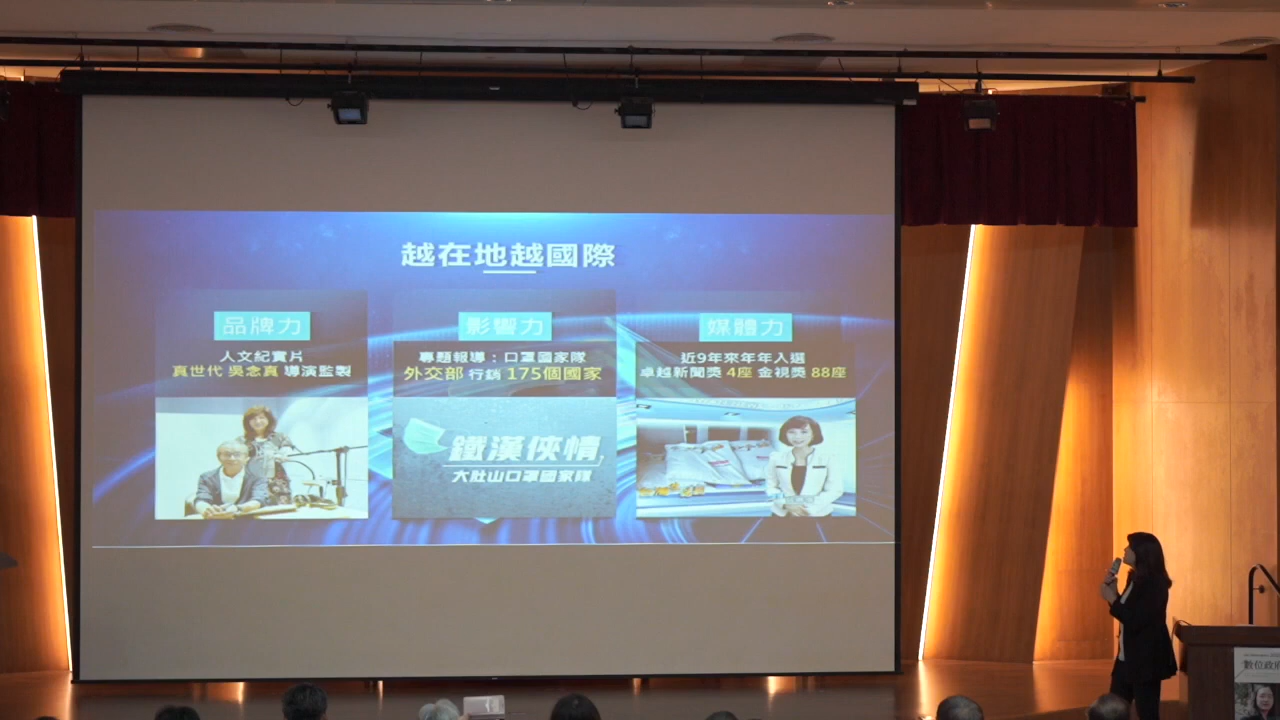 越在地越國際
品牌力
人文紀實片
真世代 吳念真 導演監製
影響力
專題報導：口罩國家隊
外交部 行銷 175個國家
鐵漢俠情
大肚山口罩國家隊
媒體力
近9年來年年入選
卓越新聞獎 4座 金視獎 88座
數位政府